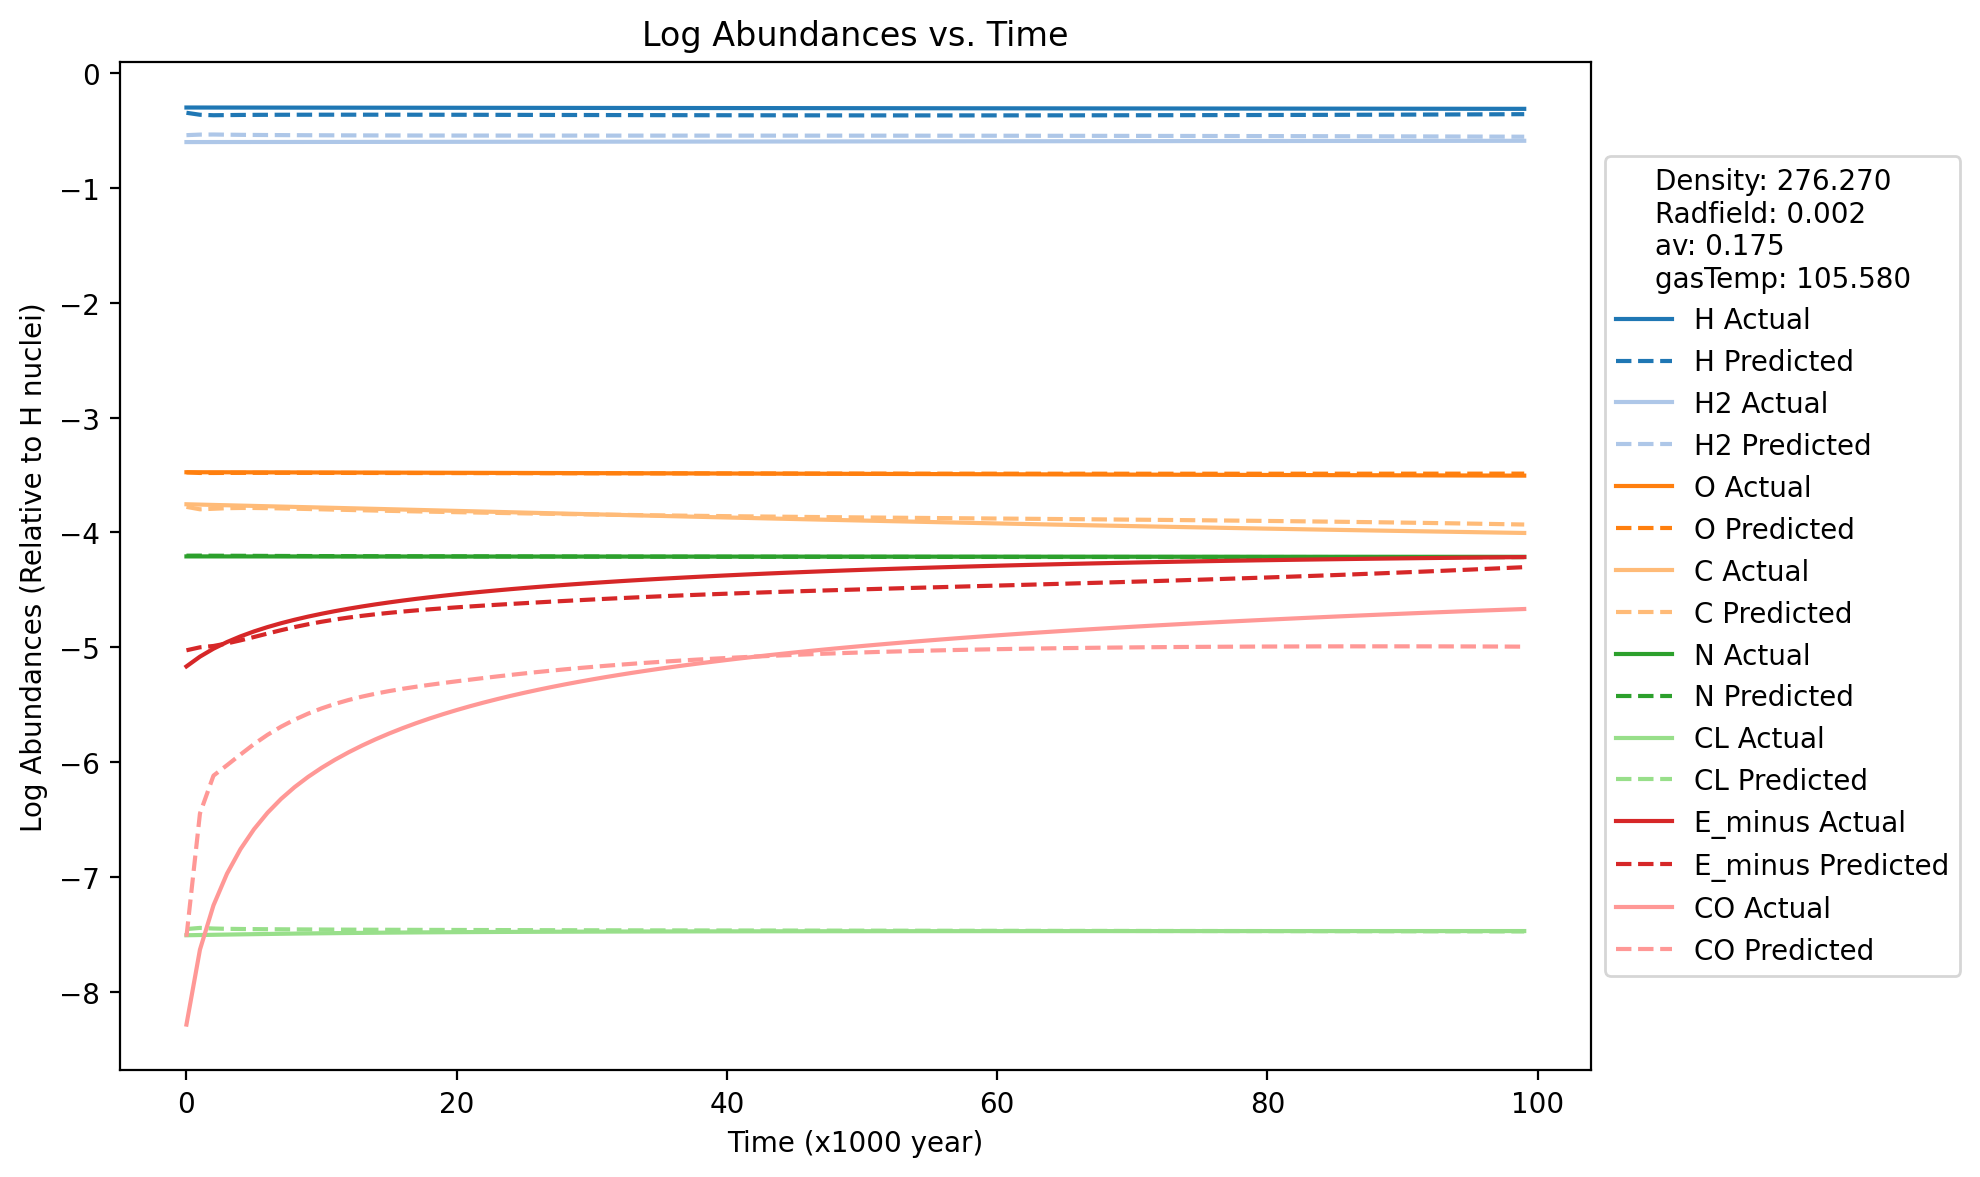 Log Abundances vs. Time
Log Abundances (Relative to H nuclei)
0
−1
−2
−3
−4
−5
−6
−7
−8
0
20
40
60
80
100
Time (x1000 year)
Density: 276.270
Radfield: 0.002
av: 0.175
gasTemp: 105.580
H Actual
H Predicted
H2 Actual
H2 Predicted
O Actual
O Predicted
C Actual
C Predicted
N Actual
N Predicted
CL Actual
CL Predicted
E_minus Actual
E_minus Predicted
CO Actual
CO Predicted